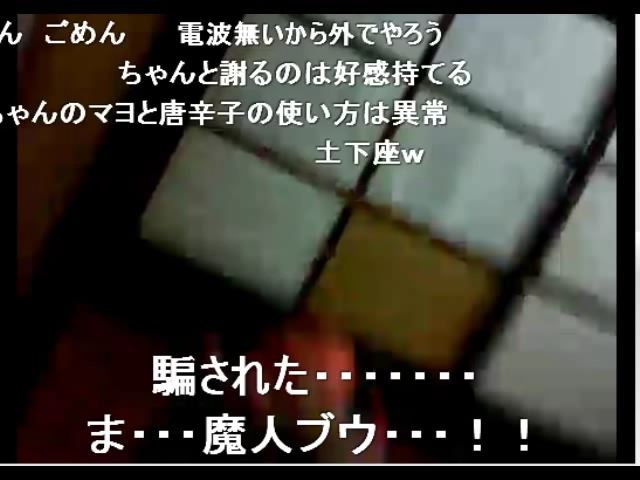 ん　ごめん　　電波無いから外でやろう
ちゃんと謝るのは好感持てる
ちゃんのマヨと唐辛子の使い方は異常
土下座w
騙された・・・・・・・
ま・・・魔人ブウ・・・！！